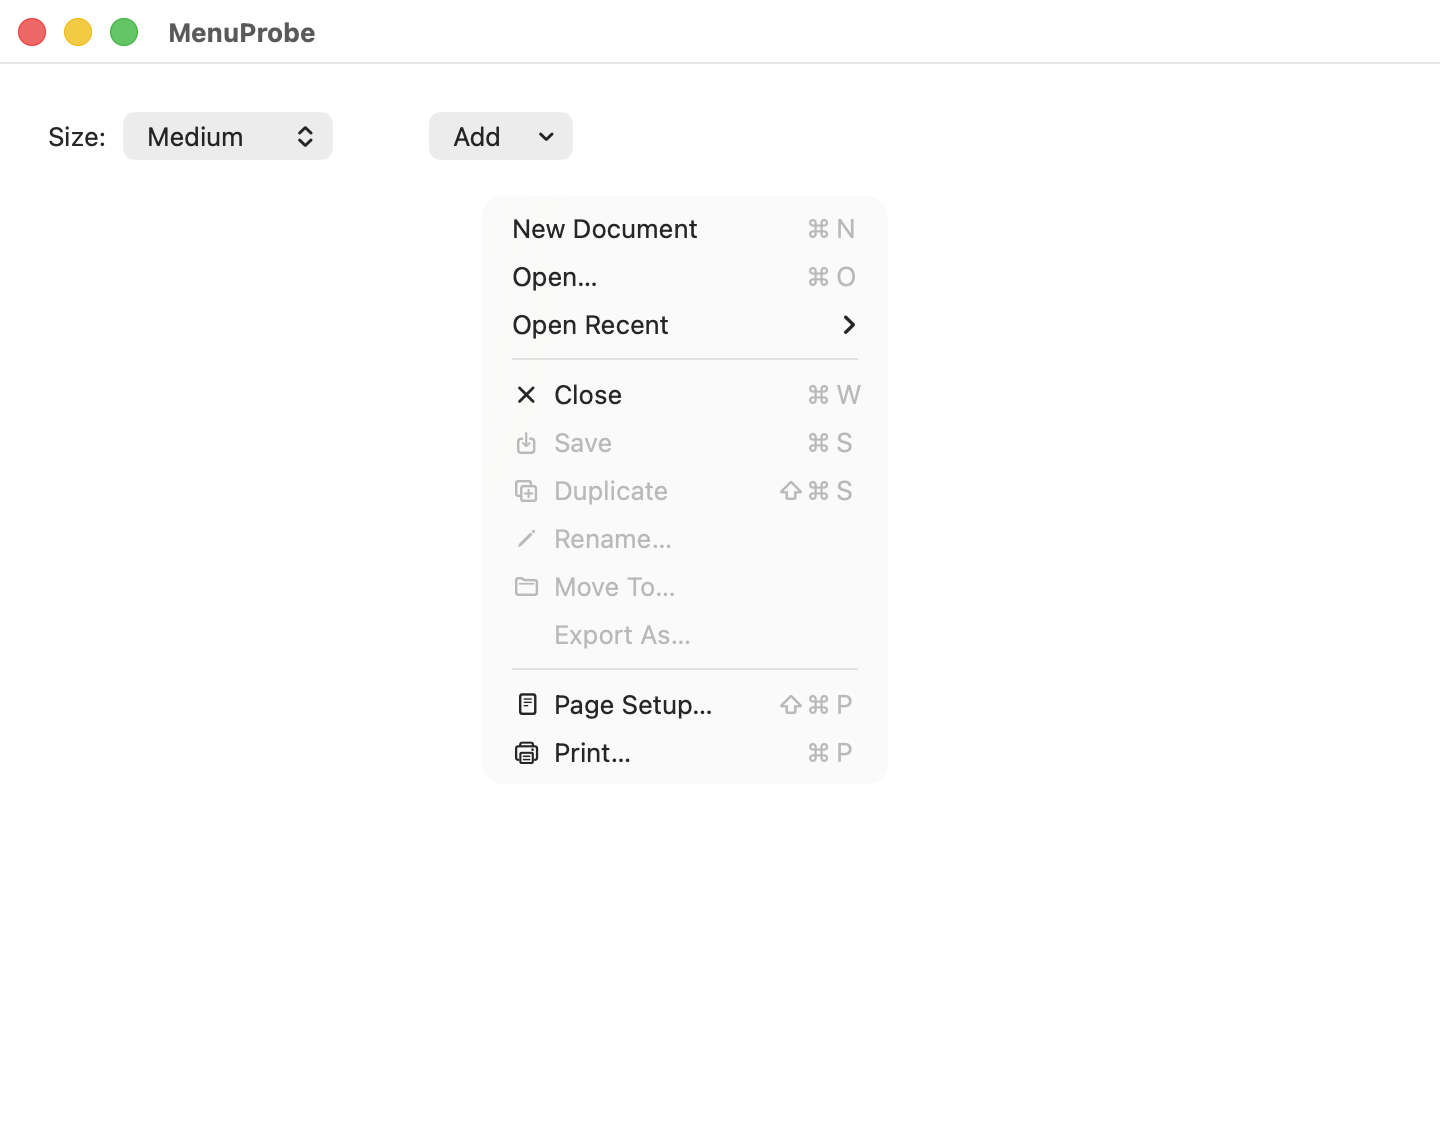 MenuProbe
Size: Medium Add
New Document ⌘ N
Open... ⌘ O
Open Recent
Close ⌘ W
Save ⌘ S
Duplicate ⇧ ⌘ S
Rename...
Move To...
Export As...
Page Setup... ⇧ ⌘ P
Print... ⌘ P